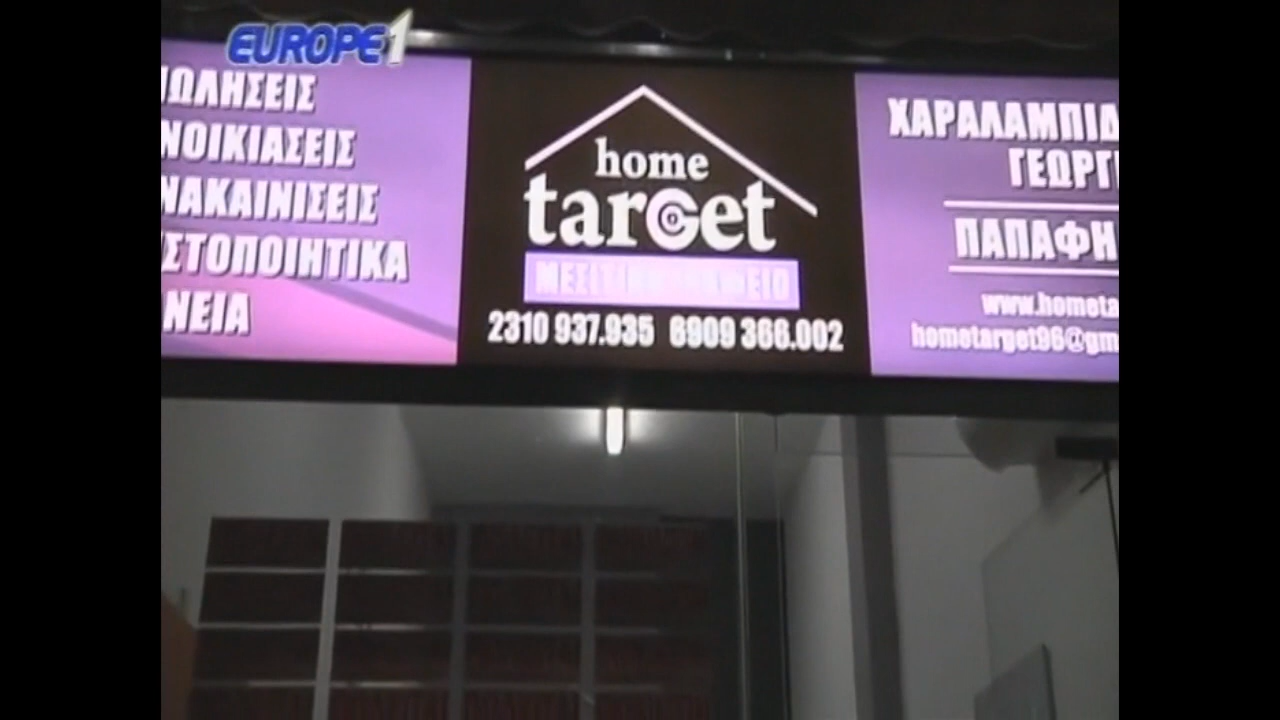 EUROPE1
ΩΛΗΣΕΙΣ
ΝΟΙΚΙΑΣΕΙΣ
ΝΑΚΑΙΝΙΣΕΙΣ
ΣΤΟΠΟΙΗΤΙΚΑ
ΝΕΙΑ
home
target
2310 937.935 6909 366.002
ΧΑΡΑΛΑΜΠΙΔ
ΓΕΩΡΓΙ
ΠΑΠΑΦΗ
www.hometa
hometarget96@gm